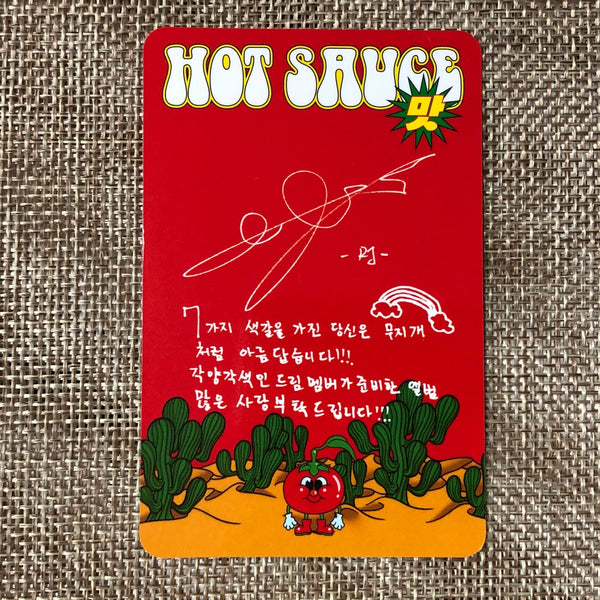 HOT SAUCE
맛
-런-
7가지 색깔을 가진 당신은 무지개
처럼 아름답습니다!!!
각양각색인 드림멤버가 준비한 앨범
많은 사랑부탁드립니다!!!